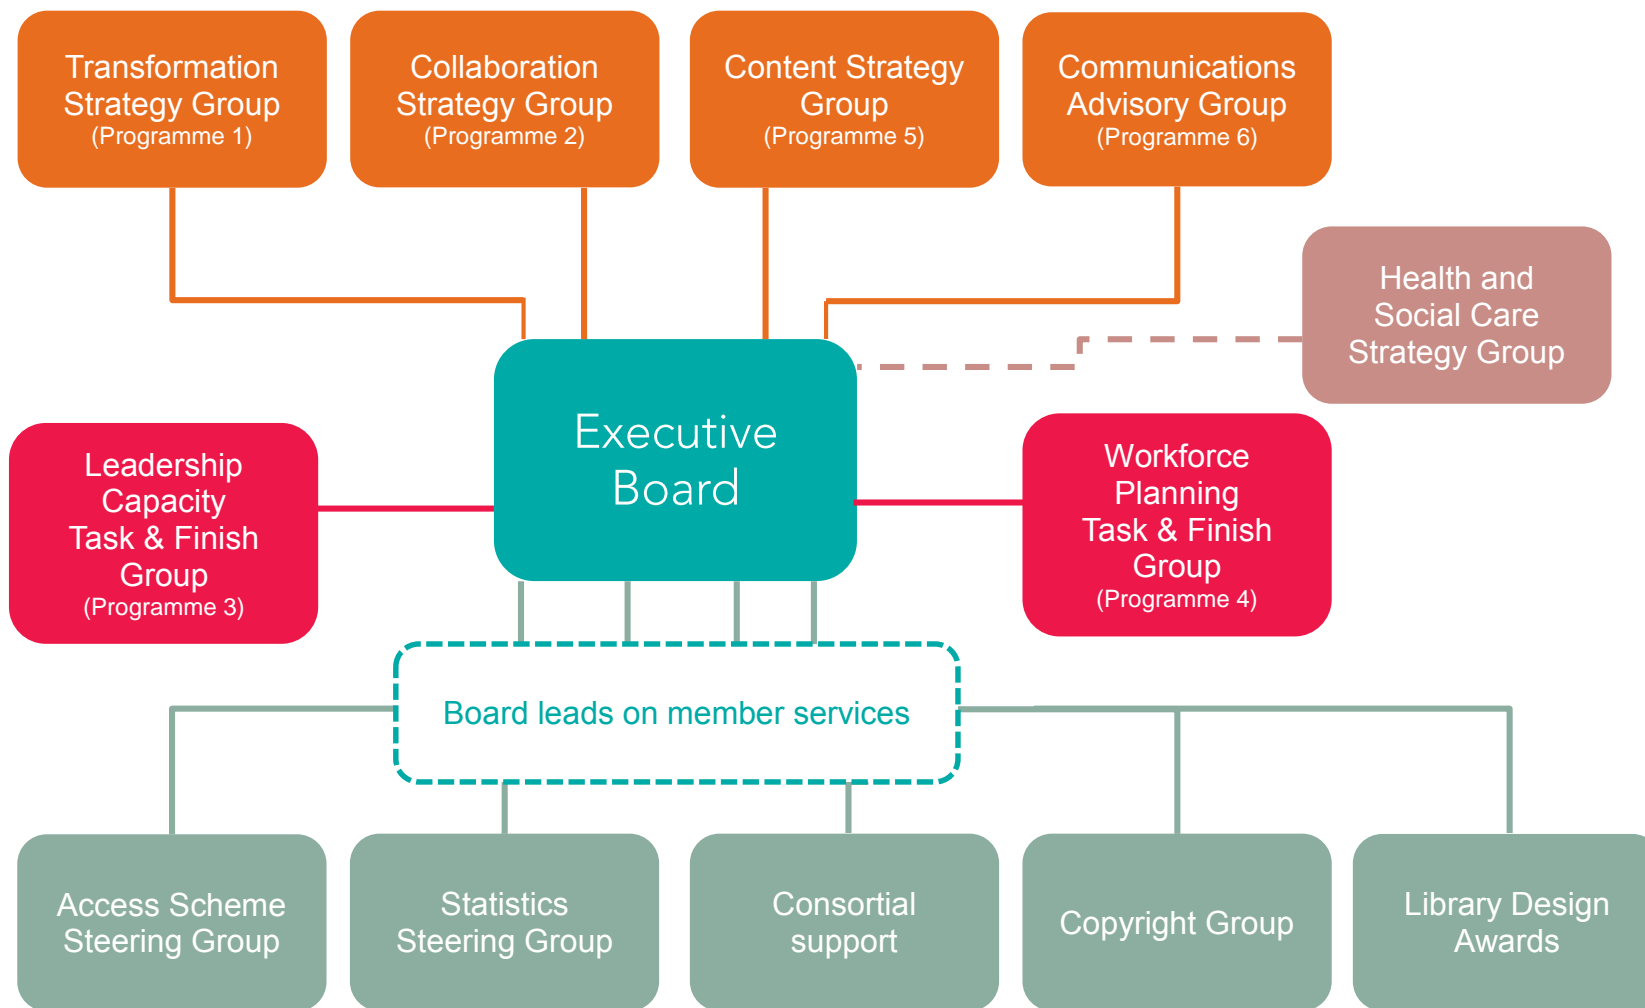 Transformation
Strategy Group
(Programme 1)
Collaboration
Strategy Group
(Programme 2)
Content Strategy
Group
(Programme 5)
Communications
Advisory Group
(Programme 6)
Health and
Social Care
Strategy Group
Executive
Board
Leadership
Capacity
Task & Finish
Group
(Programme 3)
Workforce
Planning
Task & Finish
Group
(Programme 4)
Board leads on member services
Access Scheme
Steering Group
Statistics
Steering Group
Consortial
support
Copyright Group
Library Design
Awards